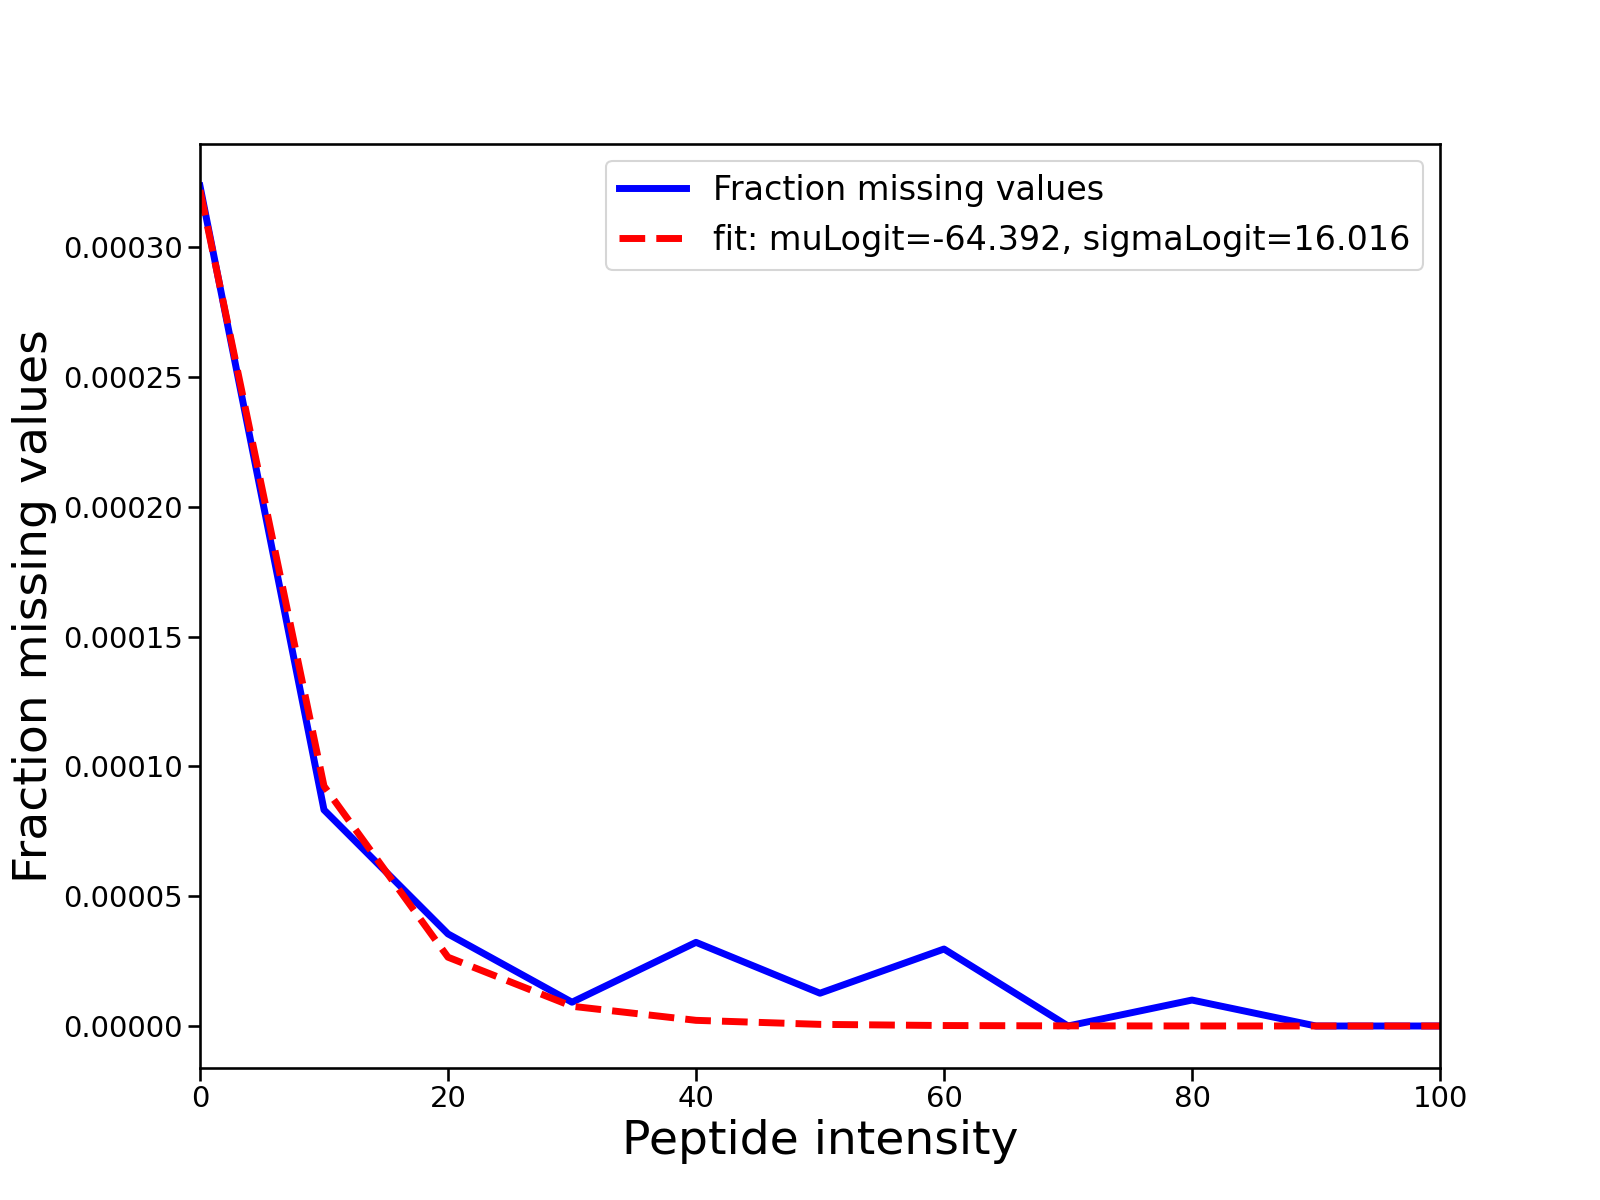 Fraction missing values
fit: muLogit=-64.392, sigmaLogit=16.016
Fraction missing values
0.00030
0.00025
0.00020
0.00015
0.00010
0.00005
0.00000
0 20 40 60 80 100
Peptide intensity